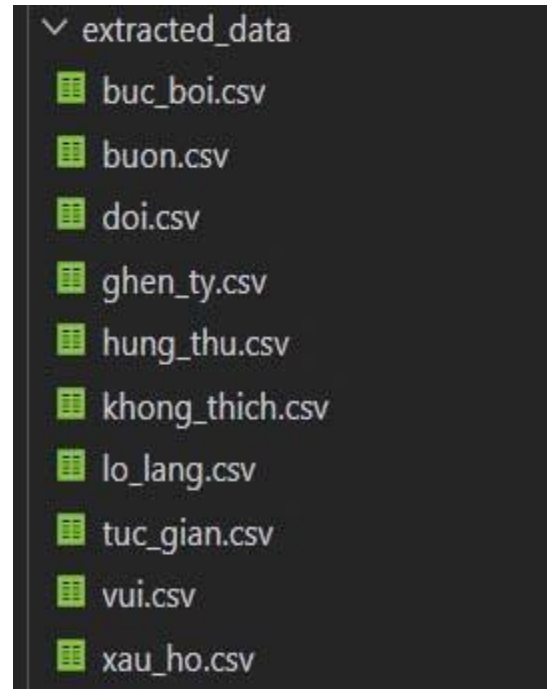 extracted_data
buc_boi.csv
buon.csv
doi.csv
ghen_ty.csv
hung_thu.csv
khong_thich.csv
lo_lang.csv
tuc_gian.csv
vui.csv
xau_ho.csv